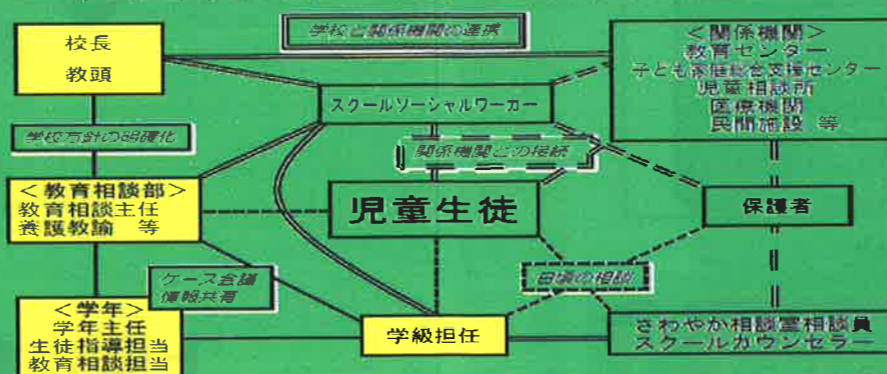 校長
教頭
学校と関係機関の連携
＜関係機関＞
教育センター
子ども家庭総合支援センター
児童相談所
医療機関
民間施設 等
スクールソーシャルワーカー
学校方針の明確化
関係機関との接続
＜教育相談部＞
教育相談主任
養護教諭 等
児童生徒
保護者
ケース会議
情報共有
日頃の相談
＜学年＞
学年主任
生徒指導担当
教育相談担当
学級担任
さわやか相談室相談員
スクールカウンセラー